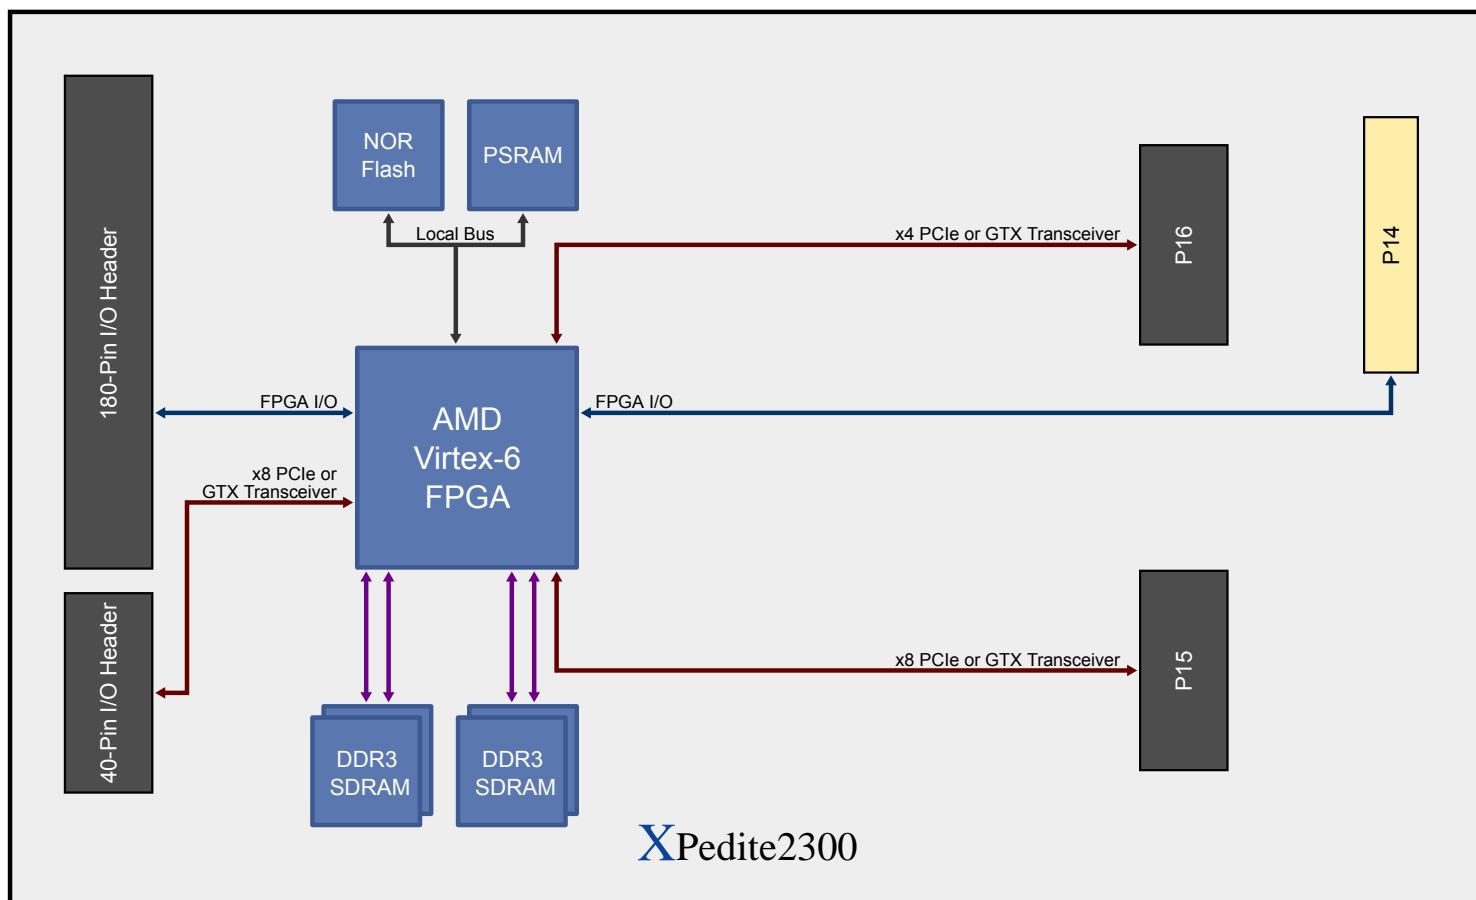 180-Pin I/O Header
NOR
Flash
PSRAM
Local Bus
x4 PCIe or GTX Transceiver
P16
P14
FPGA I/O
AMD
Virtex-6
FPGA
FPGA I/O
x8 PCIe or
GTX Transceiver
40-Pin I/O Header
x8 PCIe or GTX Transceiver
P15
DDR3
SDRAM
DDR3
SDRAM
XPedite2300